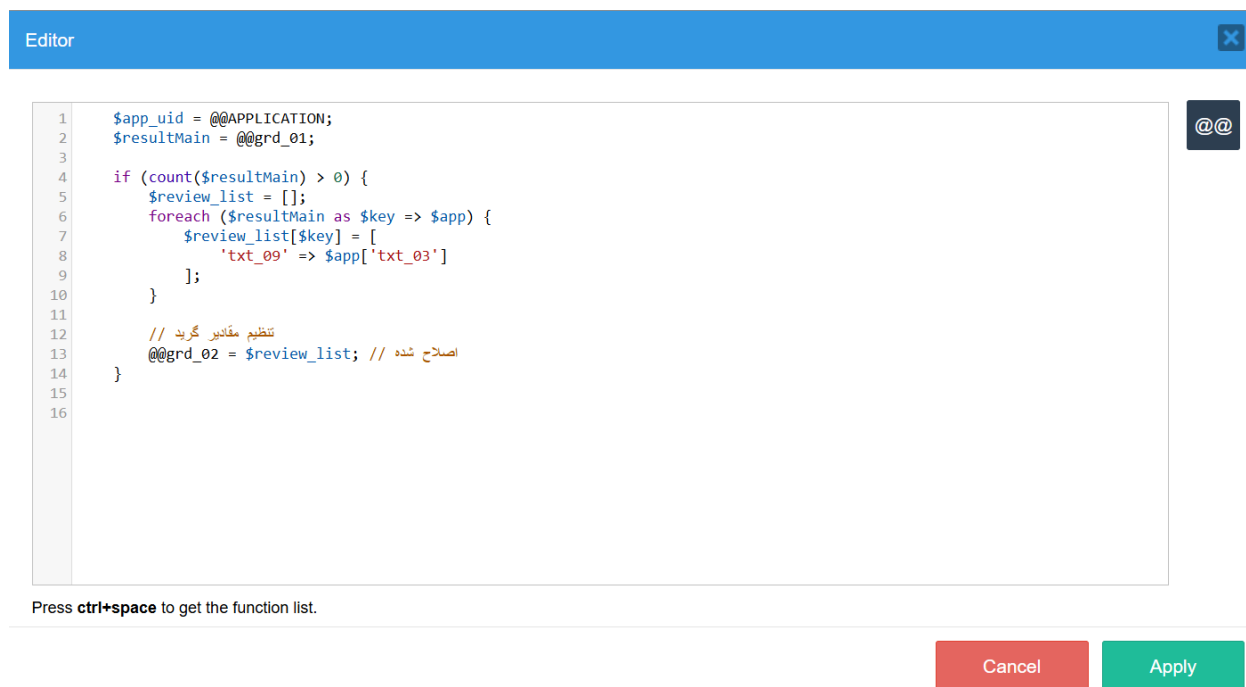 Editor
@@
1 $app_uid = @@APPLICATION;
2 $resultMain = @@grd_01;
3
4 if (count($resultMain) > 0) {
5 $review_list = [];
6 foreach ($resultMain as $key => $app) {
7 $review_list[$key] = [
8 'txt_09' => $app['txt_03']
9 ];
10 }
11
12 // تنظیم مقادیر گرید
13 @@grd_02 = $review_list; // اصلاح شده
14 }
15
16
Press ctrl+space to get the function list.
Cancel
Apply